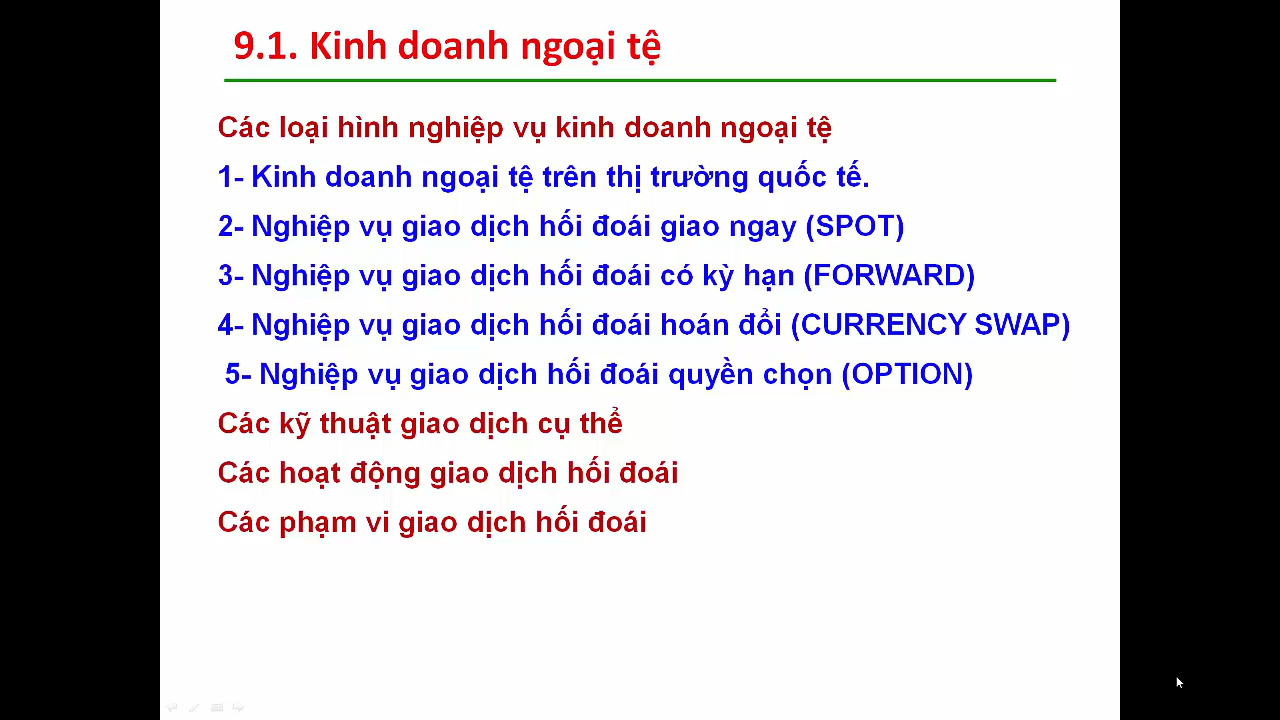 9.1. Kinh doanh ngoại tệ
Các loại hình nghiệp vụ kinh doanh ngoại tệ
1- Kinh doanh ngoại tệ trên thị trường quốc tế.
2- Nghiệp vụ giao dịch hối đoái giao ngay (SPOT)
3- Nghiệp vụ giao dịch hối đoái có kỳ hạn (FORWARD)
4- Nghiệp vụ giao dịch hối đoái hoán đổi (CURRENCY SWAP)
5- Nghiệp vụ giao dịch hối đoái quyền chọn (OPTION)
Các kỹ thuật giao dịch cụ thể
Các hoạt động giao dịch hối đoái
Các phạm vi giao dịch hối đoái